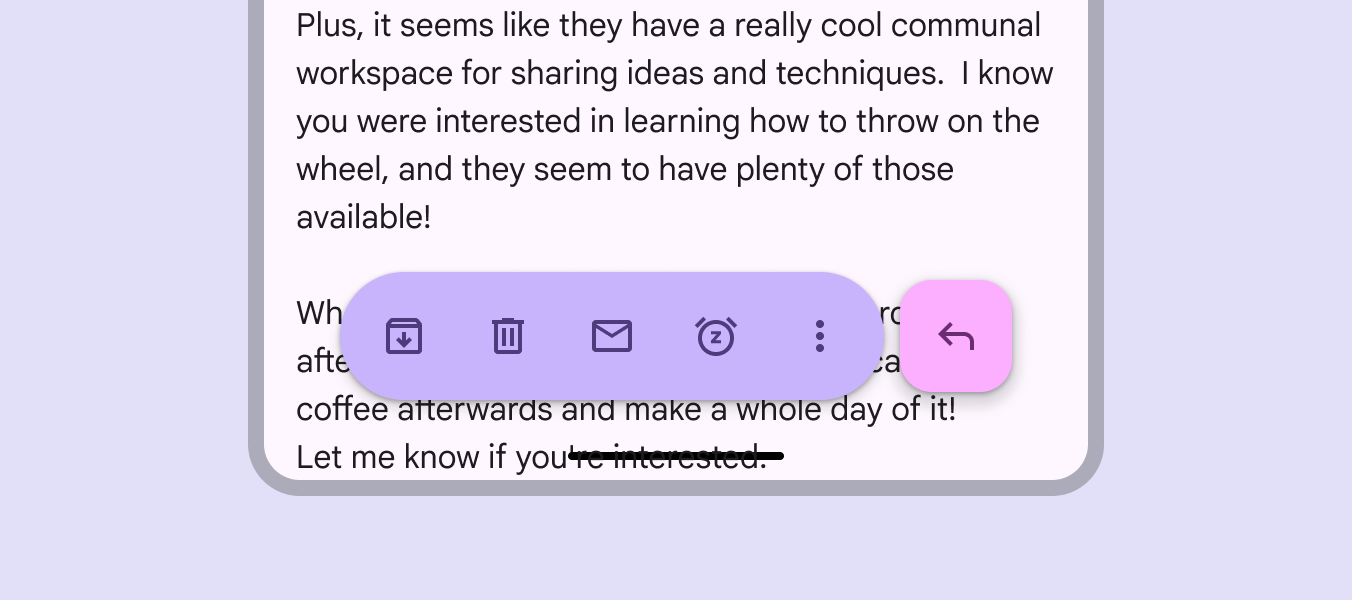 Plus, it seems like they have a really cool communal
workspace for sharing ideas and techniques.  I know
you were interested in learning how to throw on the
wheel, and they seem to have plenty of those
available!
coffee afterwards and make a whole day of it!
Let me know if you're interested.